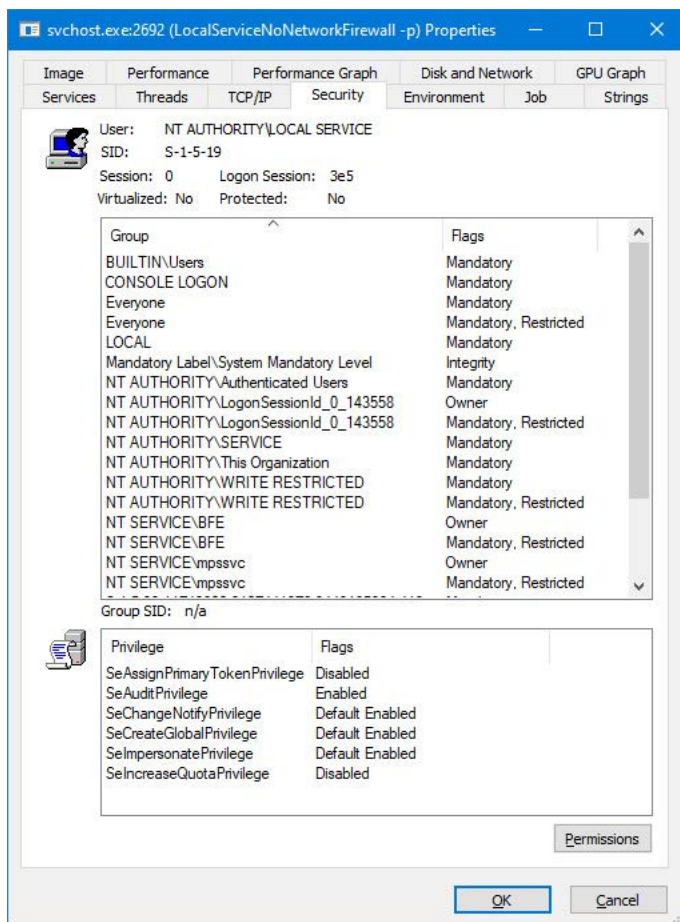 svchost.exe:2692 (LocalServiceNoNetworkFirewall -p) Properties
Image Performance Performance Graph Disk and Network GPU Graph
Services Threads TCP/IP Security Environment Job Strings
User: NT AUTHORITY\LOCAL SERVICE
SID: S-1-5-19
Session: 0 Logon Session: 3e5
Virtualized: No Protected: No
Group Flags
BUILTIN\Users Mandatory
CONSOLE LOGON Mandatory
Everyone Mandatory
Everyone Mandatory, Restricted
LOCAL Mandatory
Mandatory Label\System Mandatory Level Integrity
NT AUTHORITY\Authenticated Users Mandatory
NT AUTHORITY\LogonSessionId_0_143558 Owner
NT AUTHORITY\LogonSessionId_0_143558 Mandatory, Restricted
NT AUTHORITY\SERVICE Mandatory
NT AUTHORITY\This Organization Mandatory
NT AUTHORITY\WRITE RESTRICTED Mandatory
NT AUTHORITY\WRITE RESTRICTED Mandatory, Restricted
NT SERVICE\BFE Owner
NT SERVICE\BFE Mandatory, Restricted
NT SERVICE\mpssvc Owner
NT SERVICE\mpssvc Mandatory, Restricted
Group SID: n/a
Privilege Flags
SeAssignPrimaryTokenPrivilege Disabled
SeAuditPrivilege Enabled
SeChangeNotifyPrivilege Default Enabled
SeCreateGlobalPrivilege Default Enabled
SeImpersonatePrivilege Default Enabled
SeIncreaseQuotaPrivilege Disabled
Permissions
OK Cancel